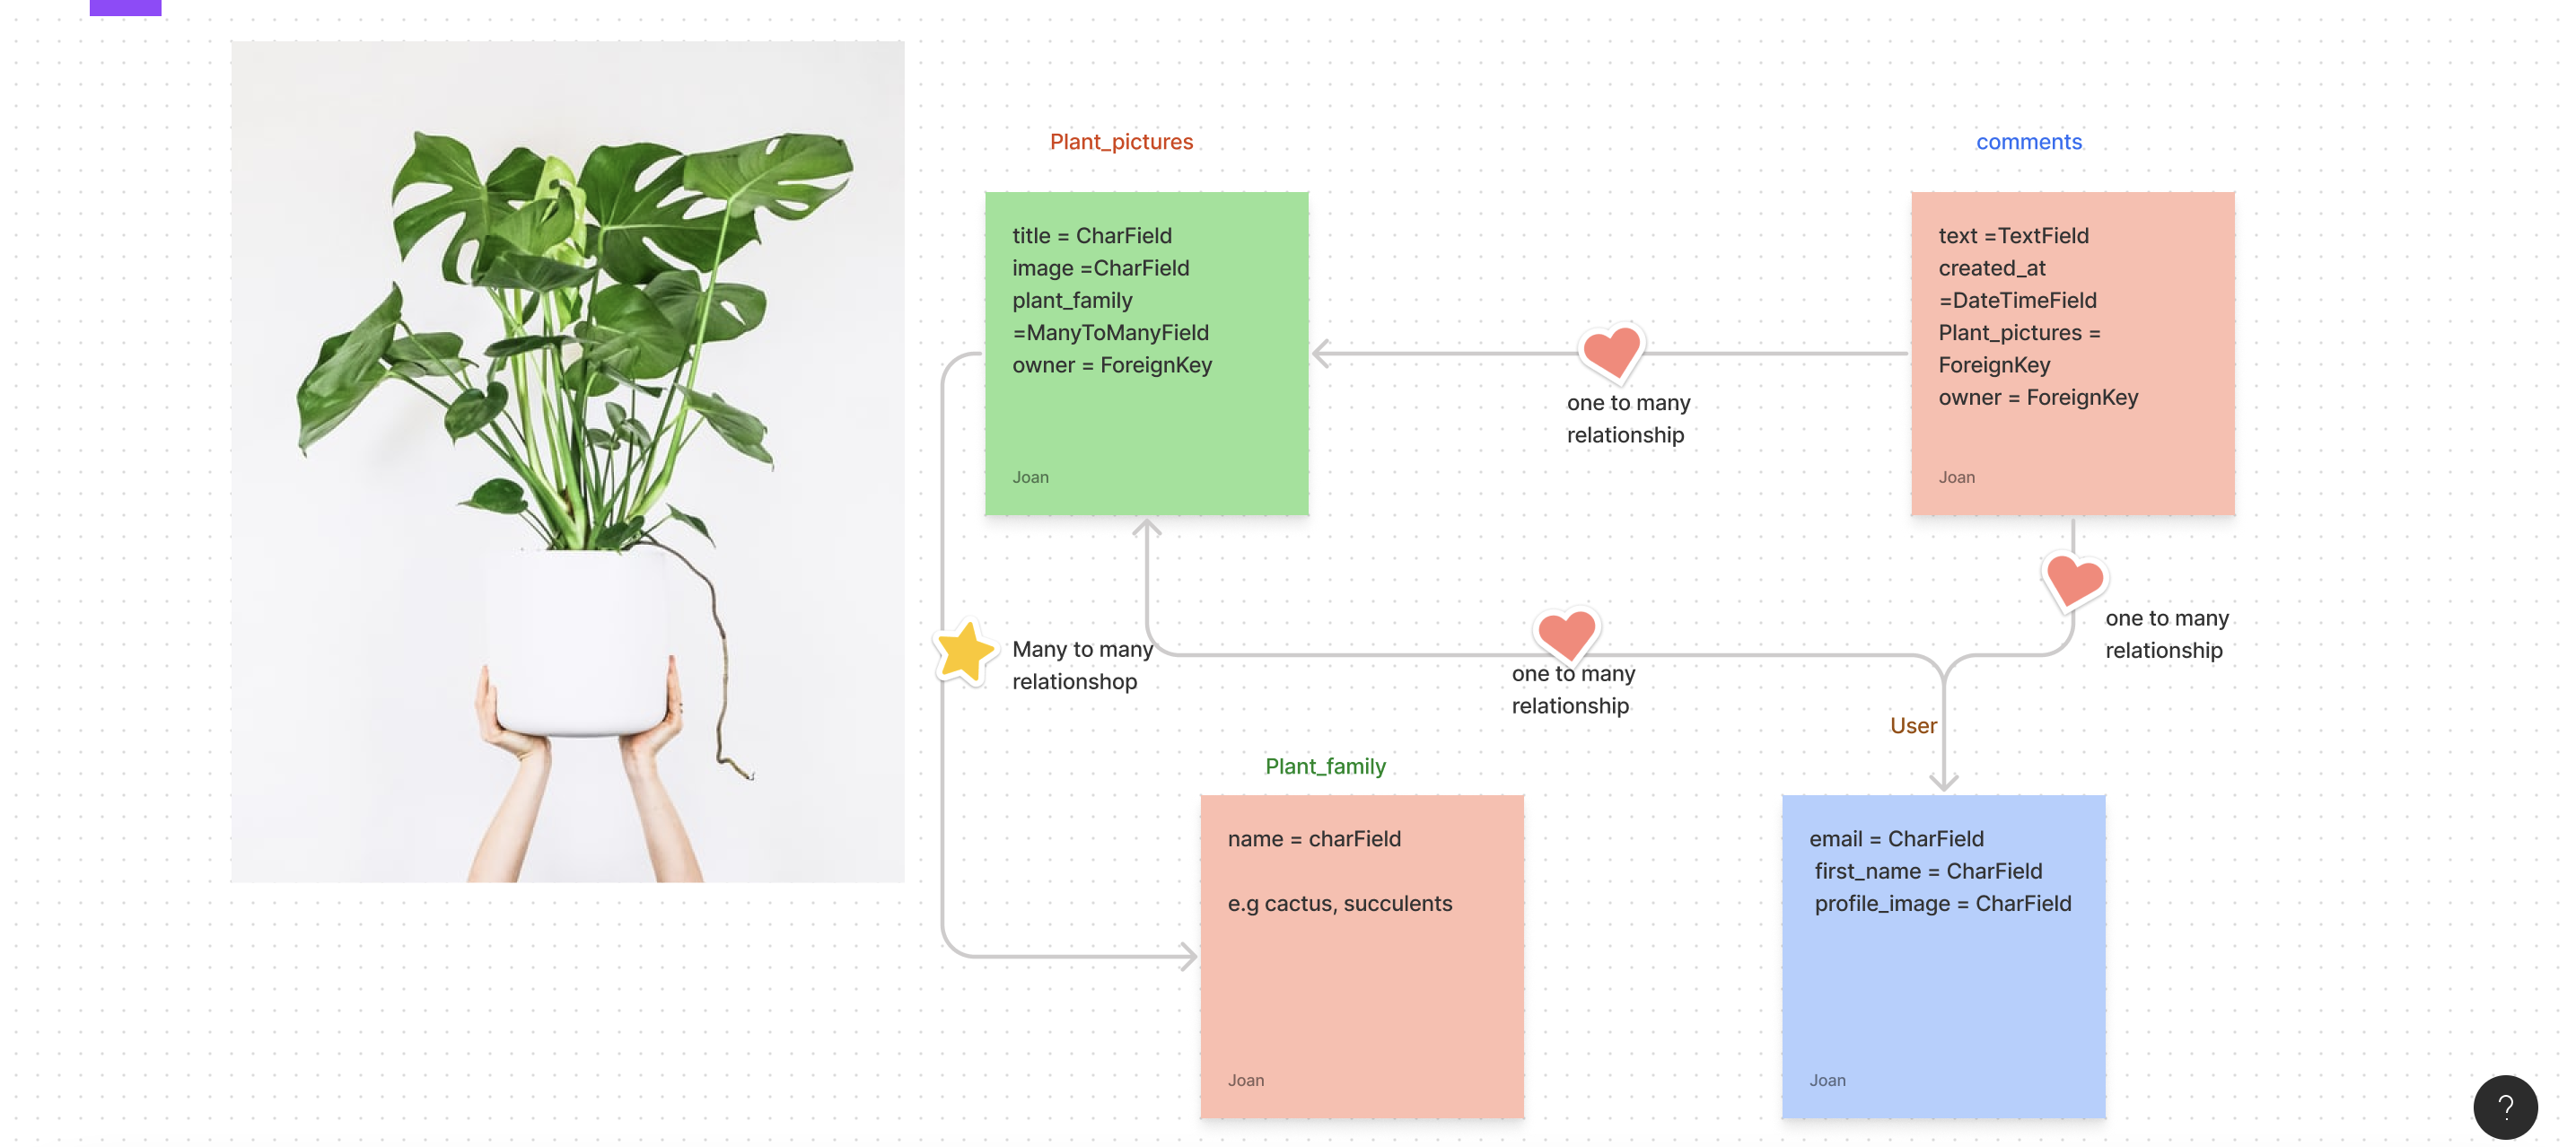 Plant_pictures
title = CharField
image =CharField
plant_family
=ManyToManyField
owner = ForeignKey
Joan
comments
text =TextField
created_at
=DateTimeField
Plant_pictures =
ForeignKey
owner = ForeignKey
Joan
one to many
relationship
Many to many
relationshop
one to many
relationship
one to many
relationship
Plant_family
name = charField
e.g cactus, succulents
Joan
User
email = CharField
first_name = CharField
profile_image = CharField
Joan
?